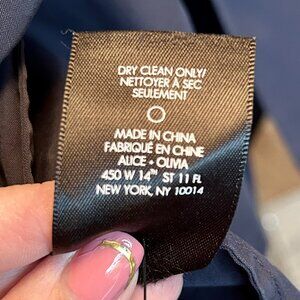 DRY CLEAN ONLY/
NETTOYER À SEC
SEULEMENT
MADE IN CHINA
FABRIQUÉ EN CHINE
ALICE + OLIVIA
450 W 14TH ST 11 FL
NEW YORK, NY 10014